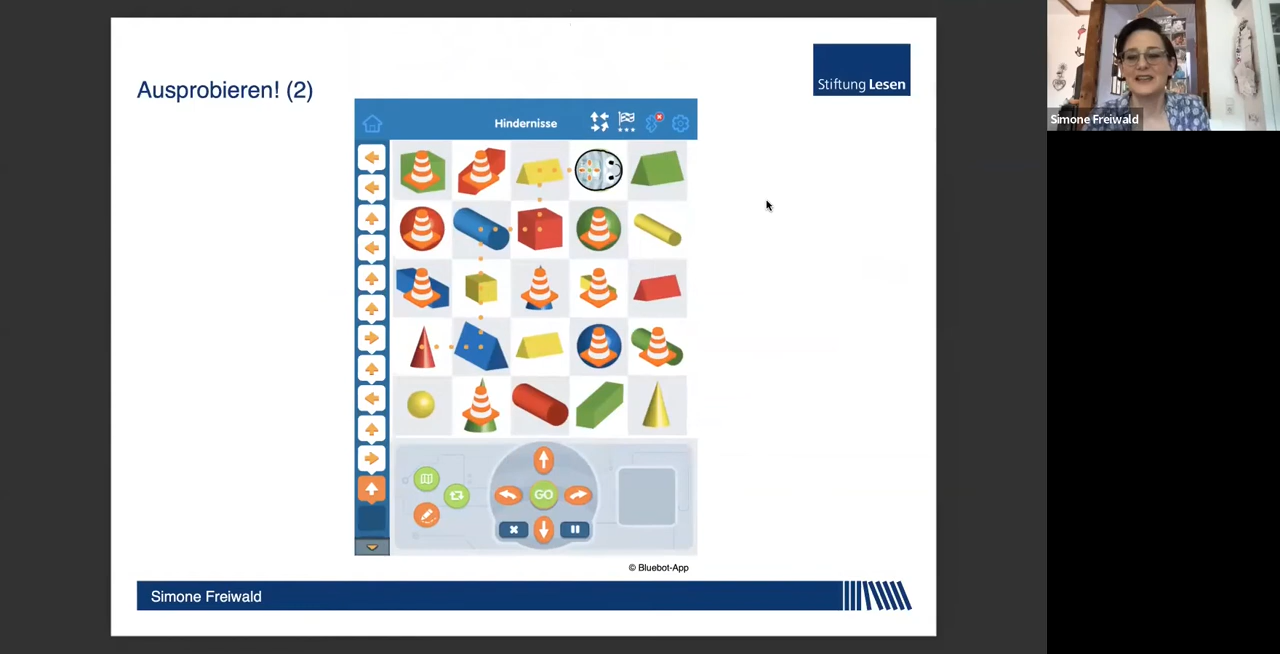 Ausprobieren! (2)
Stiftung Lesen
Hindernisse
GO
© Bluebot-App
Simone Freiwald
Simone Freiwald